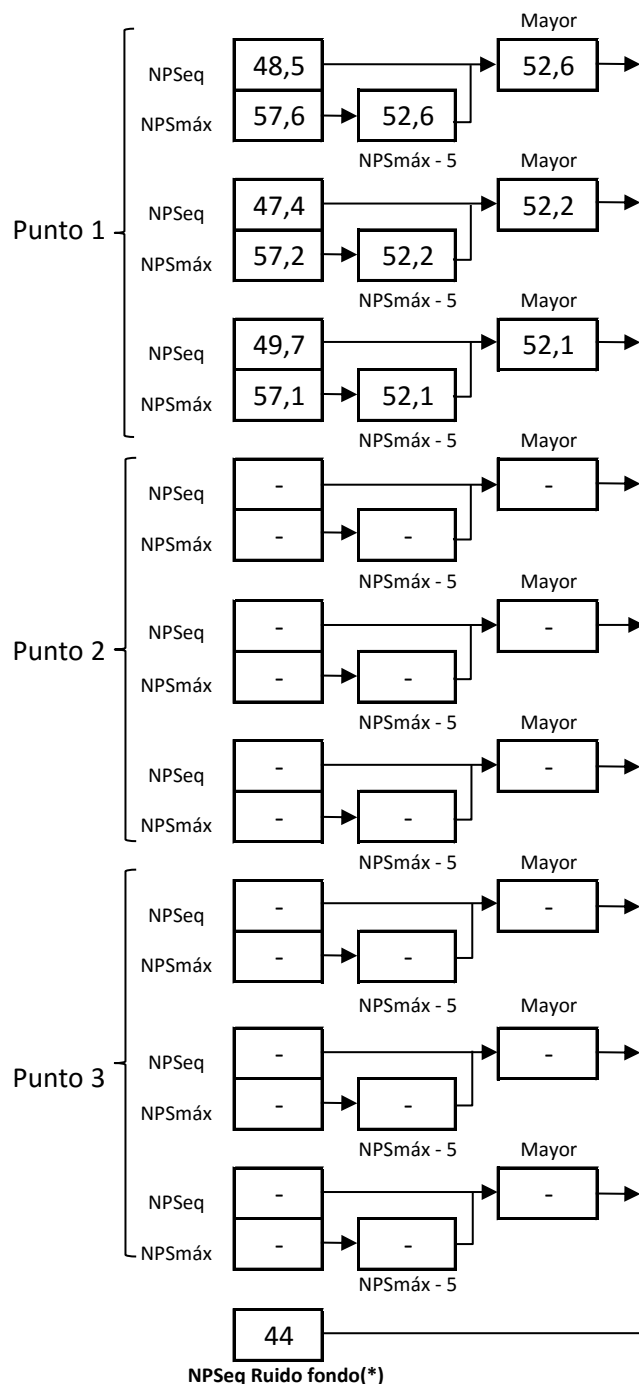 Mayor
NPSeq 48,5 52,6
NPSmáx 57,6 52,6
NPSmáx - 5
Mayor
Punto 1
NPSeq 47,4 52,2
NPSmáx 57,2 52,2
NPSmáx - 5
Mayor
NPSeq 49,7 52,1
NPSmáx 57,1 52,1
NPSmáx - 5
Mayor
NPSeq - -
NPSmáx - -
NPSmáx - 5
Mayor
Punto 2
NPSeq - -
NPSmáx - -
NPSmáx - 5
Mayor
NPSeq - -
NPSmáx - -
NPSmáx - 5
Mayor
NPSeq - -
NPSmáx - -
NPSmáx - 5
Mayor
Punto 3
NPSeq - -
NPSmáx - -
NPSmáx - 5
Mayor
NPSeq - -
NPSmáx - -
NPSmáx - 5
44
NPSeq Ruido fondo(*)